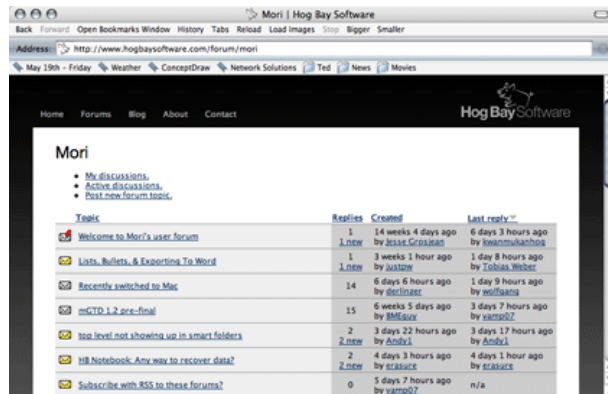 Mori | Hog Bay Software
Back Forward Open Bookmarks Window History Tabs Reload Load Images Stop Bigger Smaller
Address: http://www.hogbaysoftware.com/forum/mori
May 19th - Friday Weather ConceptDraw Network Solutions Ted News Movies
Home Forums Blog About Contact
HogBaySoftware
Mori
My discussions.
Active discussions.
Post new forum topic.
Topic Replies Created Last reply
Welcome to Mori's user forum 1 14 weeks 4 days ago 6 days 3 hours ago
1 new by Jesse Grosjean by kwanmukanhog
Lists, Bullets, & Exporting To Word 1 3 weeks 1 hour ago 1 day 8 hours ago
1 new by justpw by Tobias Weber
Recently switched to Mac 14 6 days 6 hours ago 1 day 9 hours ago
by derlinzer by wolfgang
mGTD 1.2 pre-final 15 6 weeks 5 days ago 3 days 7 hours ago
by BMEguy by vamp07
top level not showing up in smart folders 2 3 days 22 hours ago 3 days 17 hours ago
2 new by Andy1 by Andy1
HB Notebook: Any way to recover data? 2 4 days 3 hours ago 4 days 1 hour ago
2 new by erasure by erasure
Subscribe with RSS to these forums? 0 5 days 7 hours ago n/a
by vamp07